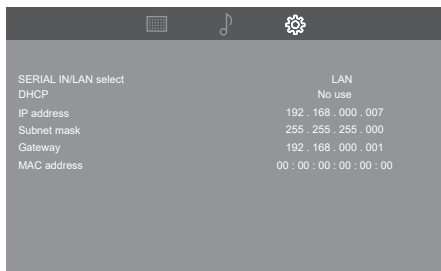 SERIAL IN/LAN select LAN
DHCP No use
IP address 192 . 168 . 000 . 007
Subnet mask 255 . 255 . 255 . 000
Gateway 192 . 168 . 000 . 001
MAC address 00 : 00 : 00 : 00 : 00 : 00